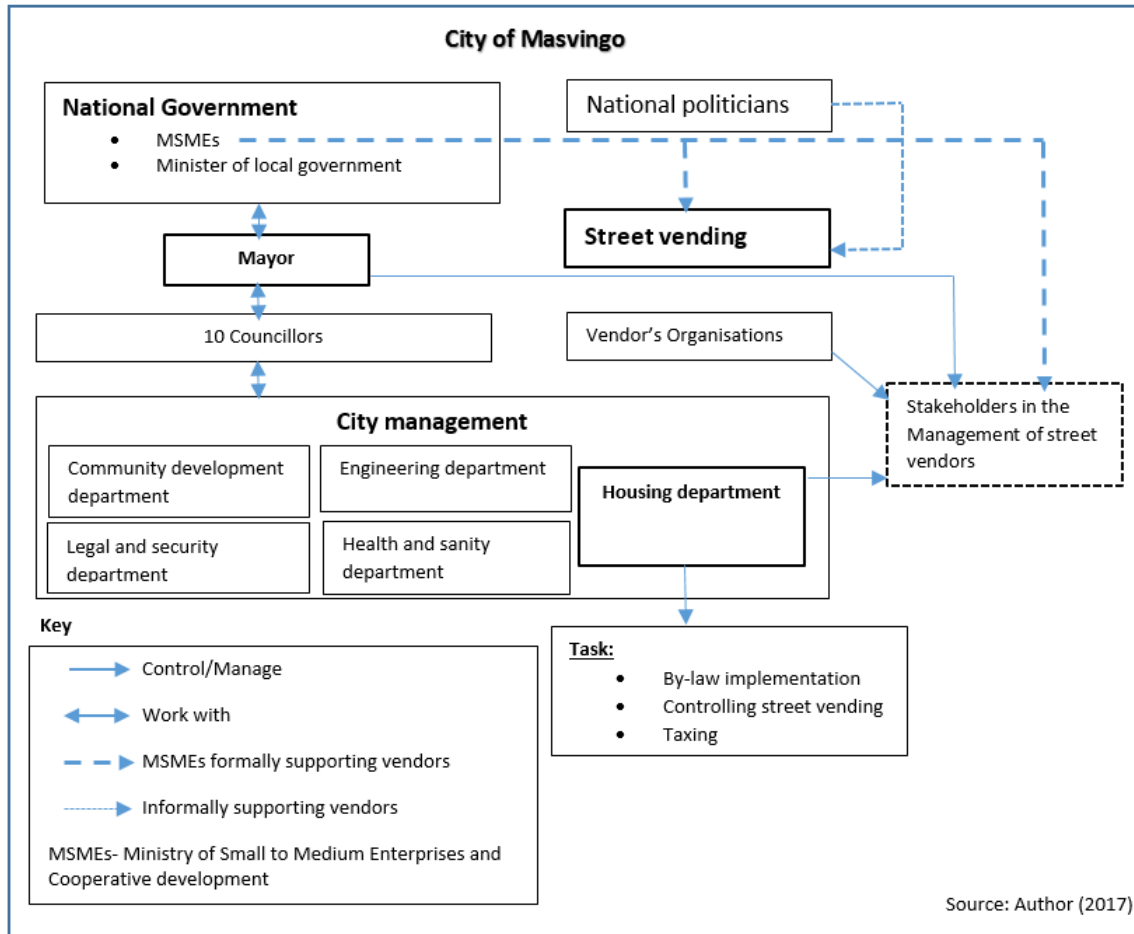 City of Masvingo
National Government
• MSMEs
• Minister of local government
National politicians
Street vending
Mayor
10 Councillors
Vendor's Organisations
Stakeholders in the
Management of street
vendors
City management
Community development
department
Engineering department
Housing department
Legal and security
department
Health and sanity
department
Key
Control/Manage
Work with
MSMEs formally supporting vendors
Informally supporting vendors
MSMEs- Ministry of Small to Medium Enterprises and
Cooperative development
Task:
• By-law implementation
• Controlling street vending
• Taxing
Source: Author (2017)